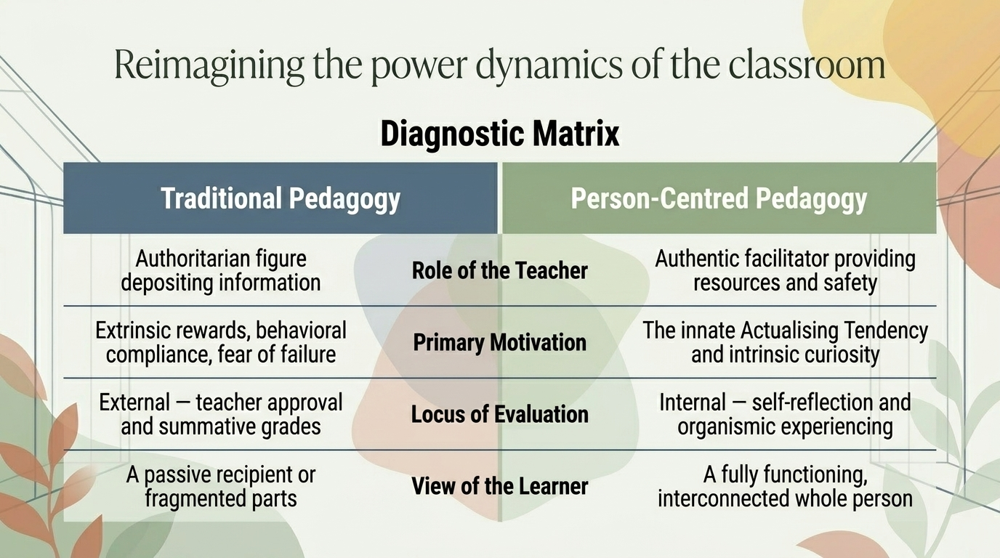 Reimagining the power dynamics of the classroom
Diagnostic Matrix
Traditional Pedagogy
Person-Centred Pedagogy
Authoritarian figure
depositing information
Role of the Teacher
Authentic facilitator providing
resources and safety
Extrinsic rewards, behavioral
compliance, fear of failure
Primary Motivation
The innate Actualising Tendency
and intrinsic curiosity
External — teacher approval
and summative grades
Locus of Evaluation
Internal — self-reflection and
organismic experiencing
A passive recipient or
fragmented parts
View of the Learner
A fully functioning,
interconnected whole person